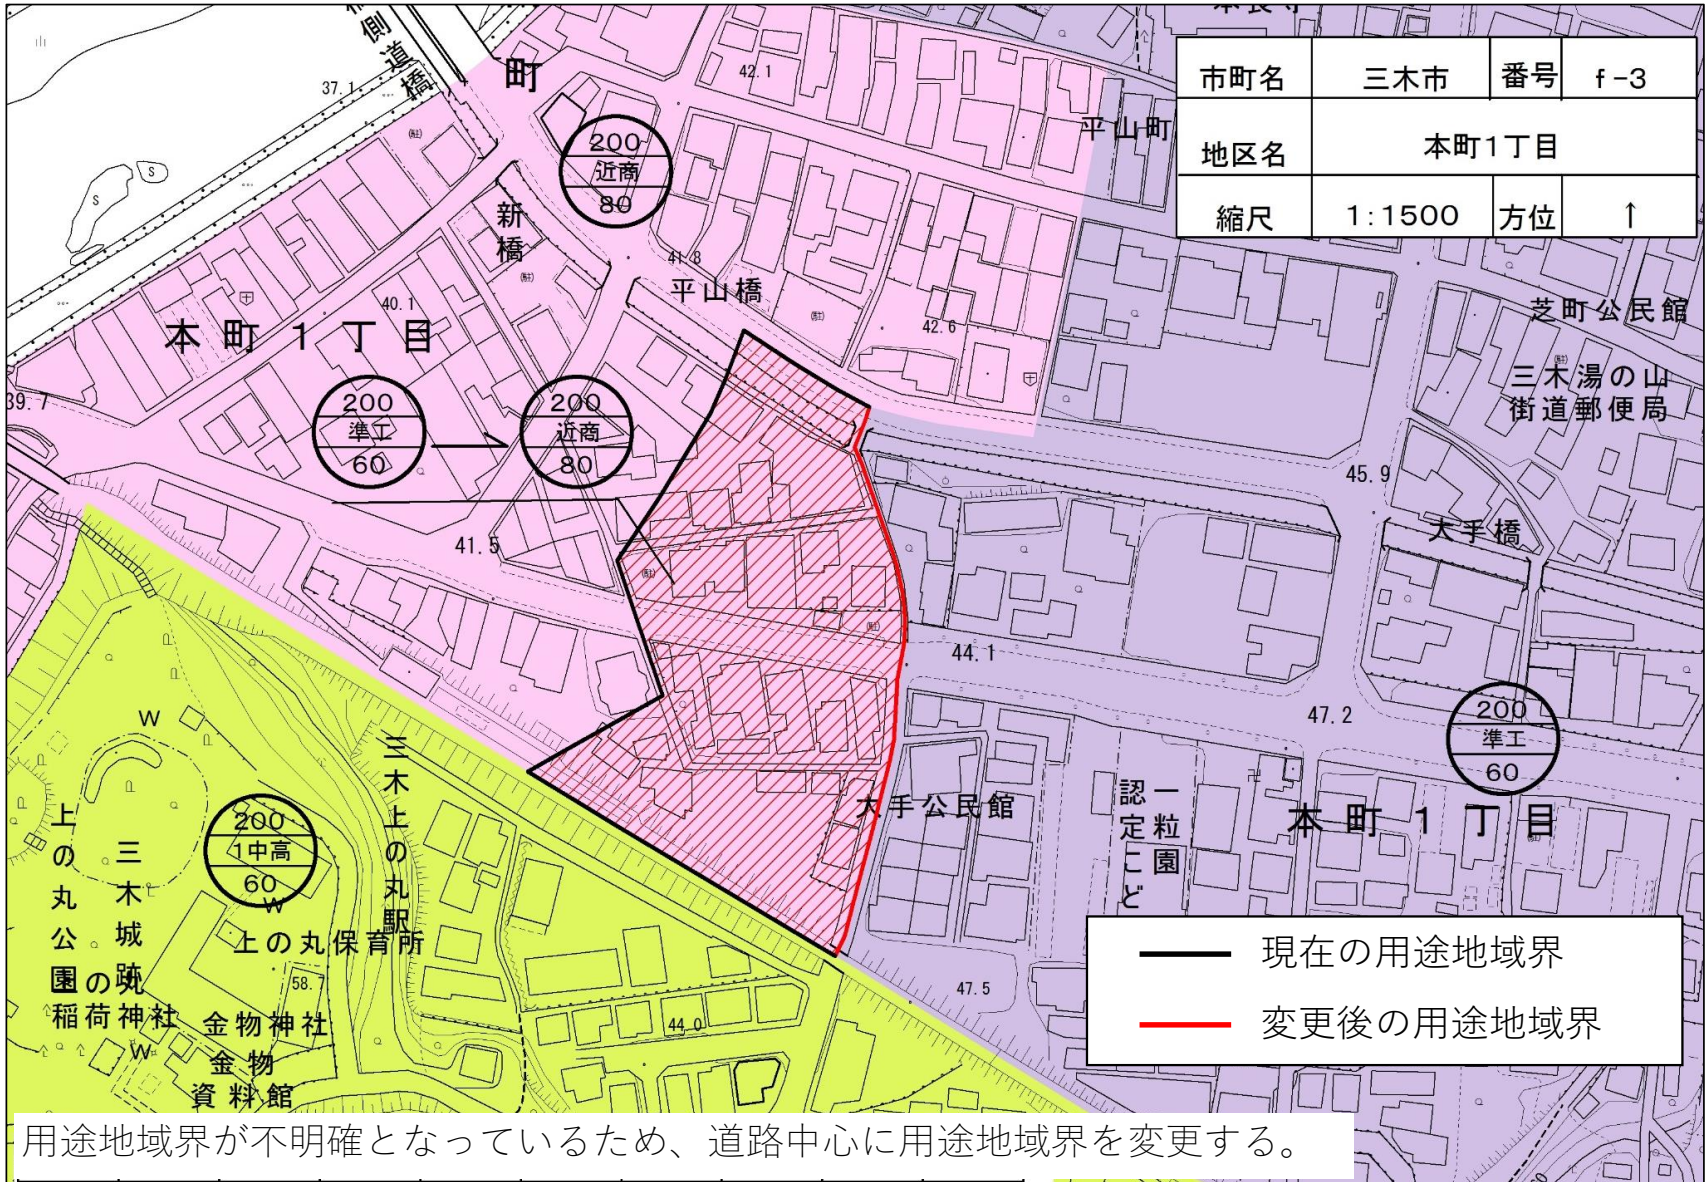 側道橋
町
37.1
42.1
市町名 三木市 番号 f-3
地区名 本町1丁目
縮尺 1:1500 方位 ↑
平山町
200
近商
80
新橋
41.8
平山橋
40.1
本町1丁目
42.6
芝町公民館
三木湯の山
街道郵便局
39.7
200
準工
60
200
近商
80
45.9
大手橋
41.5
44.1
47.2
200
準工
60
W
三木上の丸駅
大手公民館
認定こど
一粒園
本町1丁目
200
1中高
60
W
上の丸公園
三木城跡
上の丸保育所
58.7
稲荷神社
W
金物神社
金物
資料館
44.0
47.5
現在の用途地域界
変更後の用途地域界
用途地域界が不明確となっているため、道路中心に用途地域界を変更する。